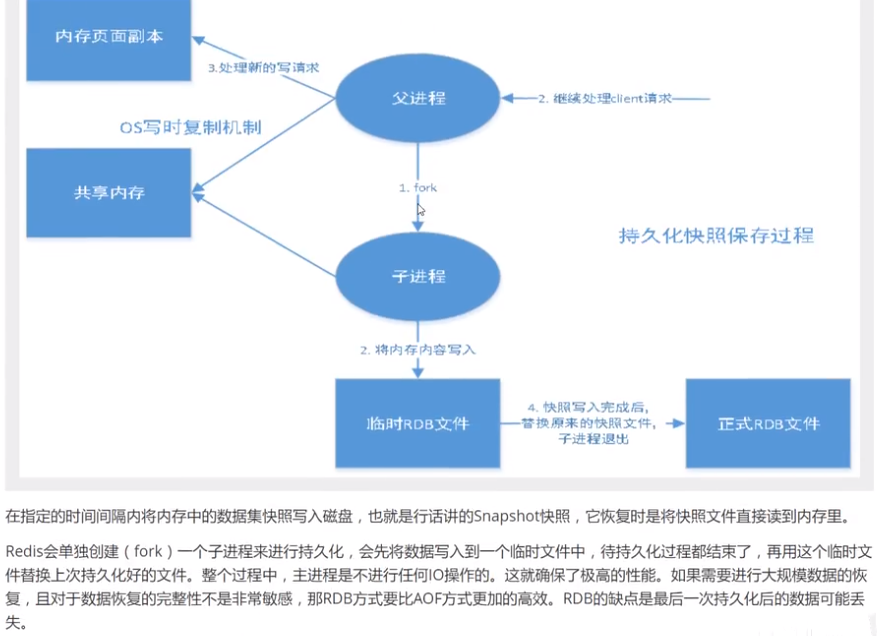 内存页面副本
3.处理新的写请求
父进程
2. 继续处理client请求
OS写时复制机制
共享内存
1. fork
持久化快照保存过程
子进程
2. 将内存内容写入
临时RDB文件
4. 快照写入完成后,
替换原来的快照文件,
子进程退出
正式RDB文件
在指定的时间间隔内将内存中的数据集快照写入磁盘，也就是行话讲的Snapshot快照，它恢复时是将快照文件直接读到内存里。
Redis会单独创建（fork）一个子进程来进行持久化，会先将数据写入到一个临时文件中，待持久化过程都结束了，再用这个临时文
件替换上次持久化好的文件。整个过程中，主进程是不进行任何IO操作的。这就确保了极高的性能。如果需要进行大规模数据的恢
复，且对于数据恢复的完整性不是非常敏感，那RDB方式要比AOF方式更加的高效。RDB的缺点是最后一次持久化后的数据可能丢
失。